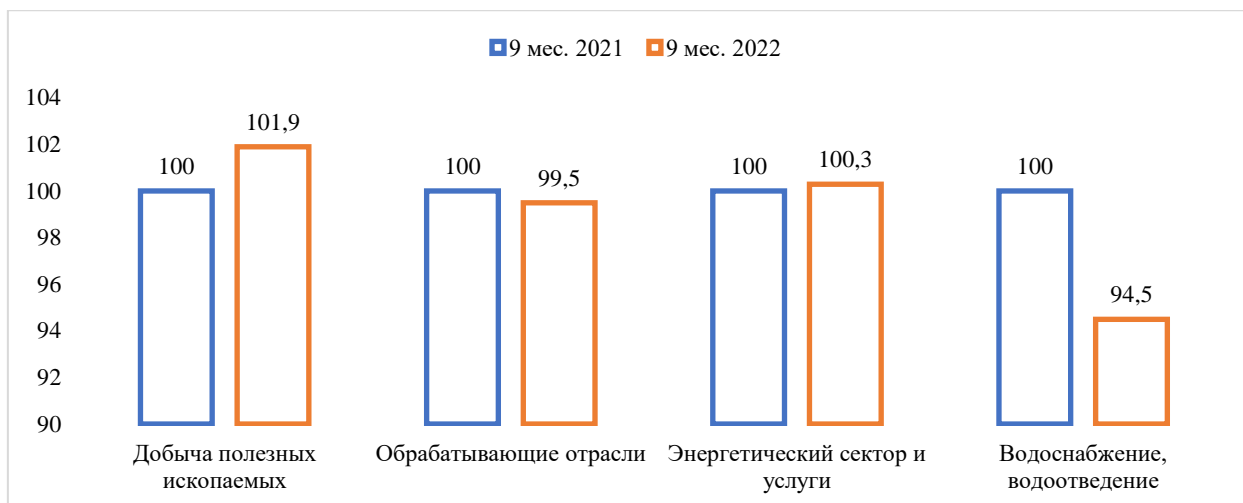 9 мес. 2021 9 мес. 2022
104
102
100
98
96
94
92
90
100
101,9
100
99,5
100
100,3
100
94,5
Добыча полезных
ископаемых
Обрабатывающие отрасли
Энергетический сектор и
услуги
Водоснабжение,
водоотведение